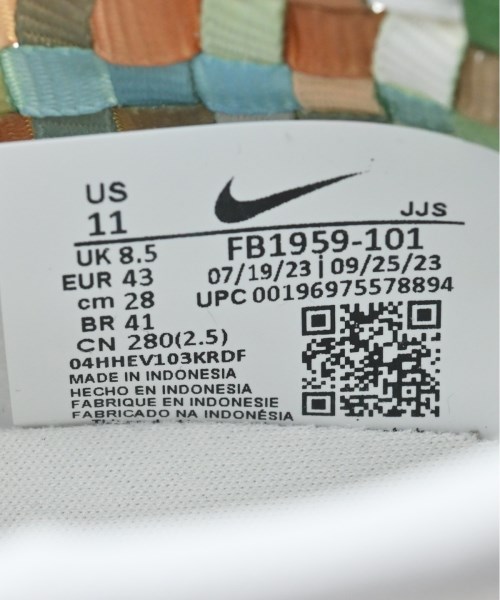 US
11
JJS
UK 8.5
FB1959-101
EUR 43
07/19/23 | 09/25/23
cm 28
UPC 00196975578894
BR 41
CN 280(2.5)
04HHEV103KRDF
MADE IN INDONESIA
HECHO EN INDONESIA
FABRIQUE EN INDONESIE
FABRICADO NA INDONÉSIA